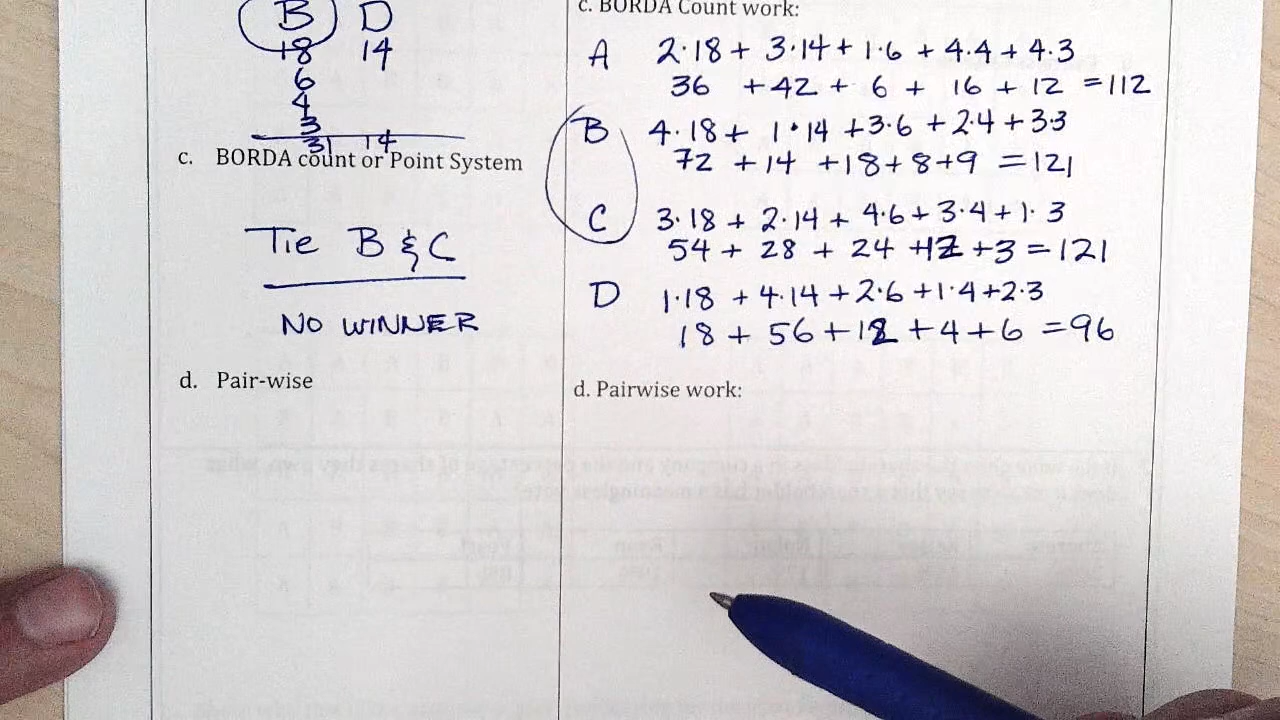 B D
18 14
6
4
3
31 14
c. BORDA count or Point System
Tie B & C
NO WINNER
d. Pair-wise
c. BORDA Count work:
A 2·18 + 3·14 + 1·6 + 4·4 + 4·3
36 + 42 + 6 + 16 + 12 = 112
B 4·18 + 1·14 + 3·6 + 2·4 + 3·3
72 + 14 + 18 + 8 + 9 = 121
C 3·18 + 2·14 + 4·6 + 3·4 + 1·3
54 + 28 + 24 + 12 + 3 = 121
D 1·18 + 4·14 + 2·6 + 1·4 + 2·3
18 + 56 + 12 + 4 + 6 = 96
d. Pairwise work: